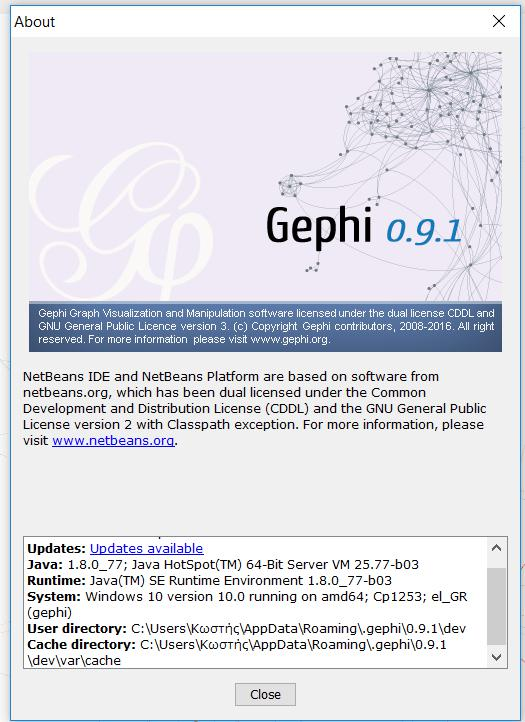 About
Gephi 0.9.1
Gephi Graph Visualization and Manipulation software licensed under the dual license CDDL and
GNU General Public Licence version 3. (c) Copyright Gephi contributors, 2008-2016. All right
reserved. For more information please visit www.gephi.org.
NetBeans IDE and NetBeans Platform are based on software from
netbeans.org, which has been dual licensed under the Common
Development and Distribution License (CDDL) and the GNU General Public
License version 2 with Classpath exception. For more information, please
visit www.netbeans.org.
Updates: Updates available
Java: 1.8.0_77; Java HotSpot(TM) 64-Bit Server VM 25.77-b03
Runtime: Java(TM) SE Runtime Environment 1.8.0_77-b03
System: Windows 10 version 10.0 running on amd64; Cp1253; el_GR
(gephi)
User directory: C:\Users\Κωστής\AppData\Roaming\.gephi\0.9.1\dev
Cache directory: C:\Users\Κωστής\AppData\Roaming\.gephi\0.9.1
\dev\var\cache
Close